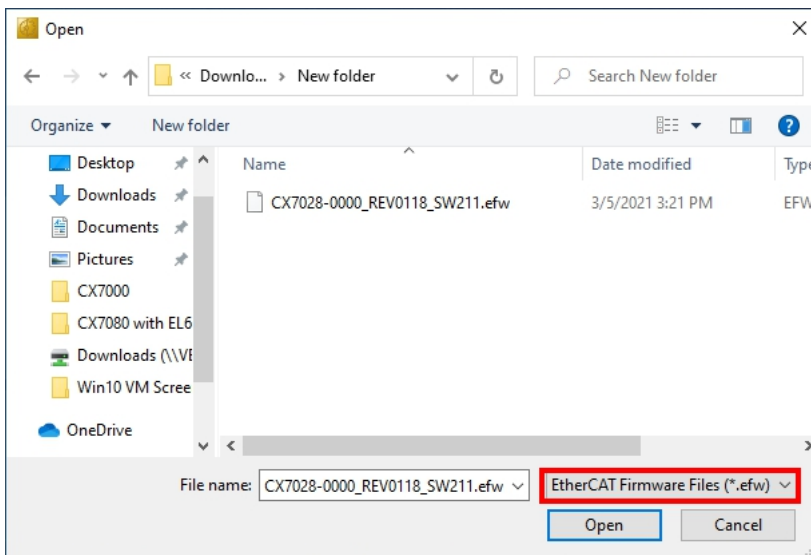 Open
« Downlo... › New folder
Search New folder
Organize
New folder
Name
Date modified
Type
CX7028-0000_REV0118_SW211.efw
3/5/2021 3:21 PM
EFW
Desktop
Downloads
Documents
Pictures
CX7000
CX7080 with EL6
Downloads (\\VE
Win10 VM Scree
OneDrive
File name:
CX7028-0000_REV0118_SW211.efw
EtherCAT Firmware Files (*.efw)
Open
Cancel